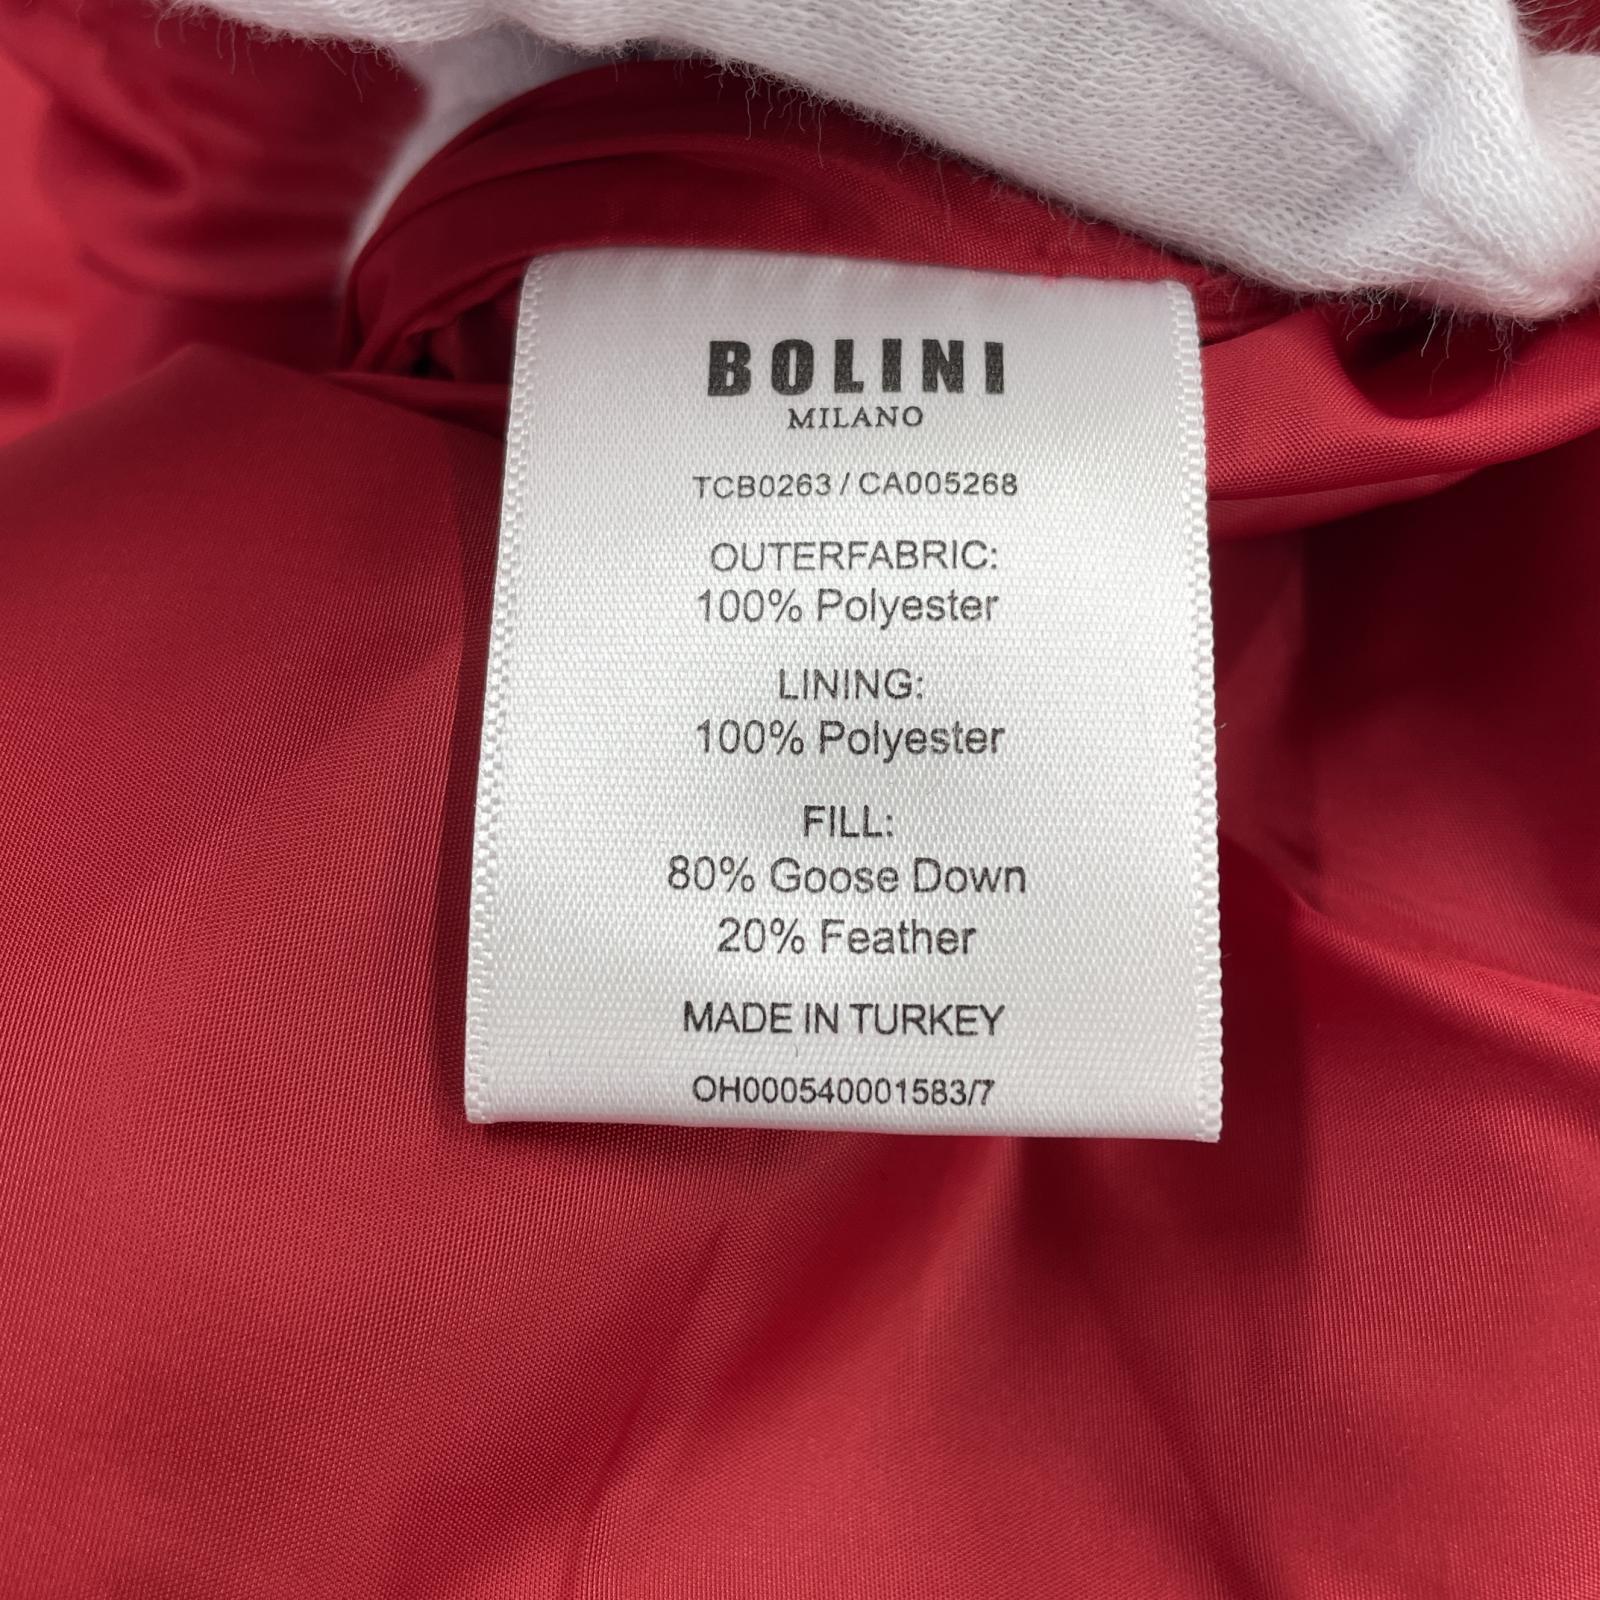 BOLINI
MILANO
TCB0263 / CA005268
OUTERFABRIC:
100% Polyester
LINING:
100% Polyester
FILL:
80% Goose Down
20% Feather
MADE IN TURKEY
OH000540001583/7